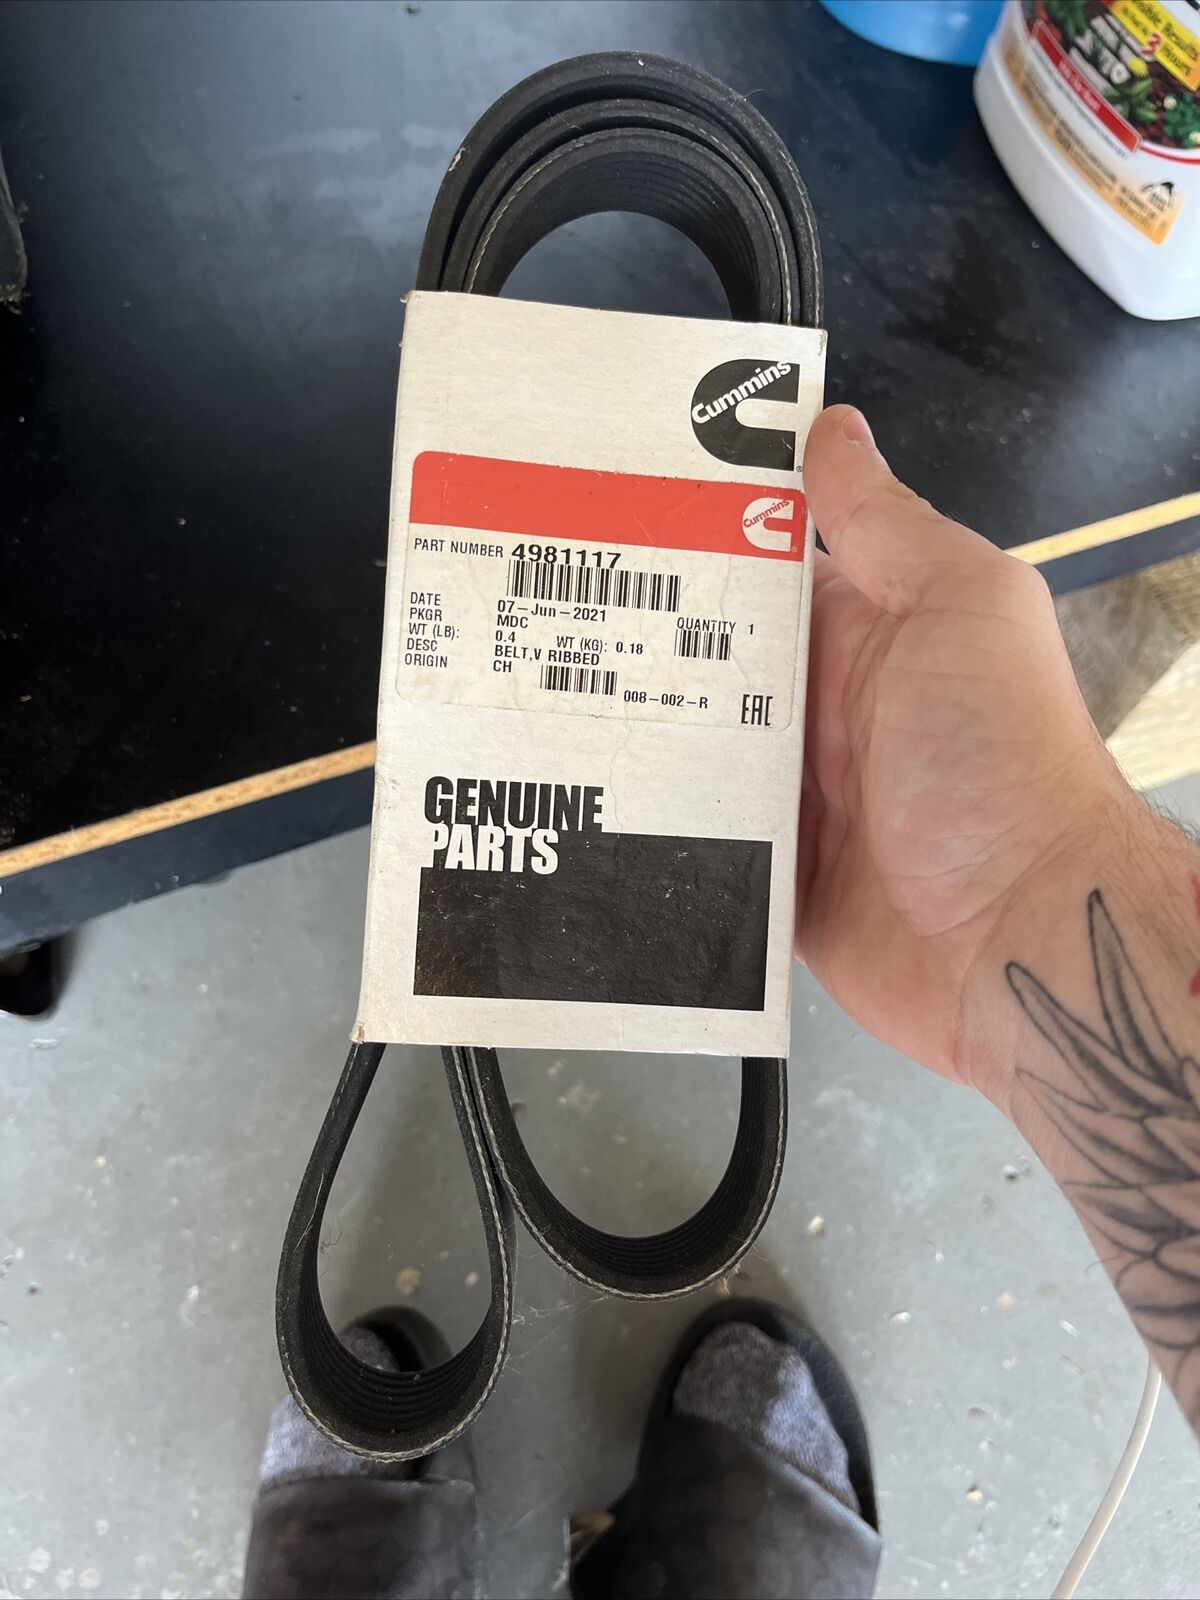 Cummins
Cummins
PART NUMBER 4981117
DATE 07-Jun-2021
PKGR MDC
QUANTITY 1
WT (LB): 0.4 WT (KG): 0.18
DESC BELT,V RIBBED
ORIGIN CH
008-002-R
EAC
GENUINE
PARTS
3